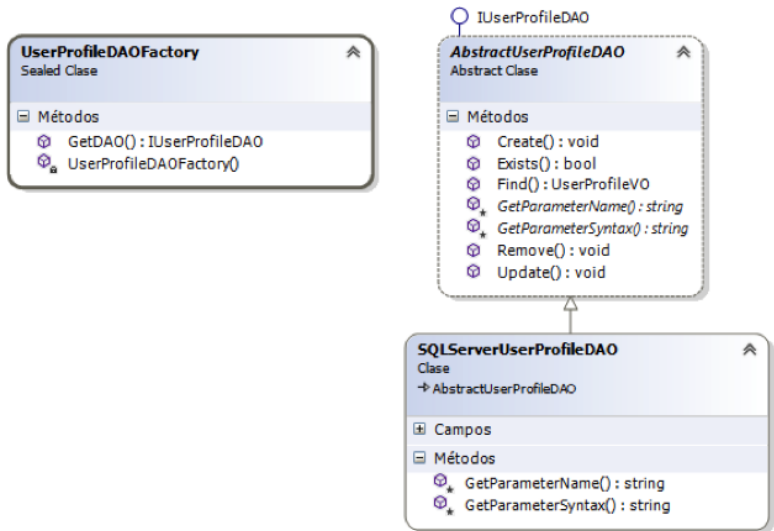 UserProfileDAOFactory
Sealed Clase
Métodos
GetDAO() : IUserProfileDAO
UserProfileDAOFactory()
IUserProfileDAO
AbstractUserProfileDAO
Abstract Clase
Métodos
Create() : void
Exists() : bool
Find() : UserProfileVO
GetParameterName() : string
GetParameterSyntax() : string
Remove() : void
Update() : void
SQLServerUserProfileDAO
Clase
AbstractUserProfileDAO
Campos
Métodos
GetParameterName() : string
GetParameterSyntax() : string